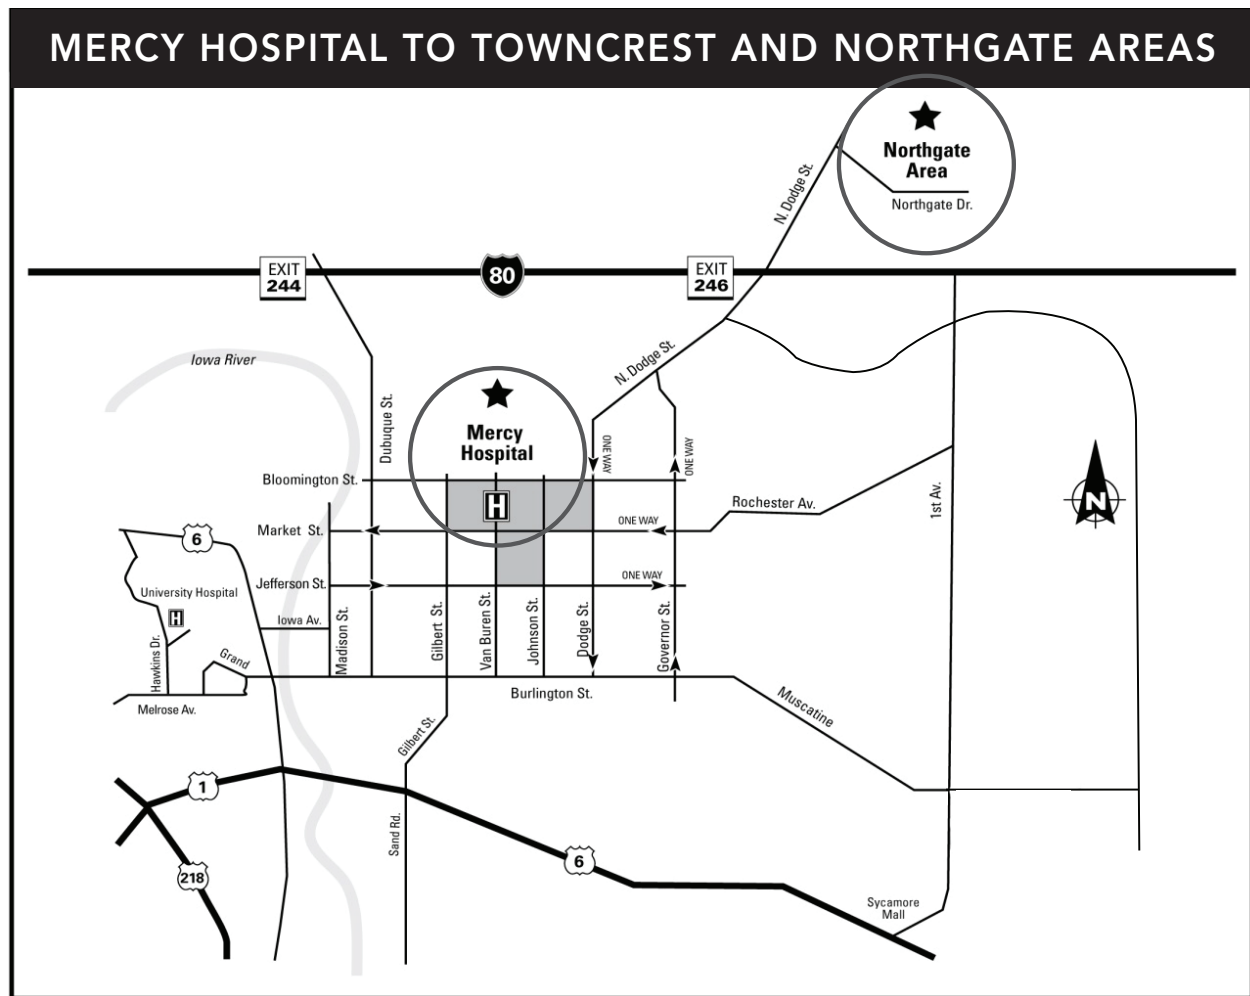 MERCY HOSPITAL TO TOWNCREST AND NORTHGATE AREAS
Northgate
Area
Northgate Dr.
N. Dodge St.
EXIT
244
80
EXIT
246
Iowa River
N. Dodge St.
Dubuque St.
Mercy
Hospital
ONE WAY
ONE WAY
Bloomington St.
H
Rochester Av.
1st Av.
N
Market St.
ONE WAY
6
Jefferson St.
ONE WAY
University Hospital
H
Iowa Av.
Madison St.
Gilbert St.
Van Buren St.
Johnson St.
Dodge St.
Governor St.
Hawkins Dr.
Grand
Melrose Av.
Burlington St.
Muscatine
Gilbert St.
1
Sand Rd.
6
218
Sycamore
Mall